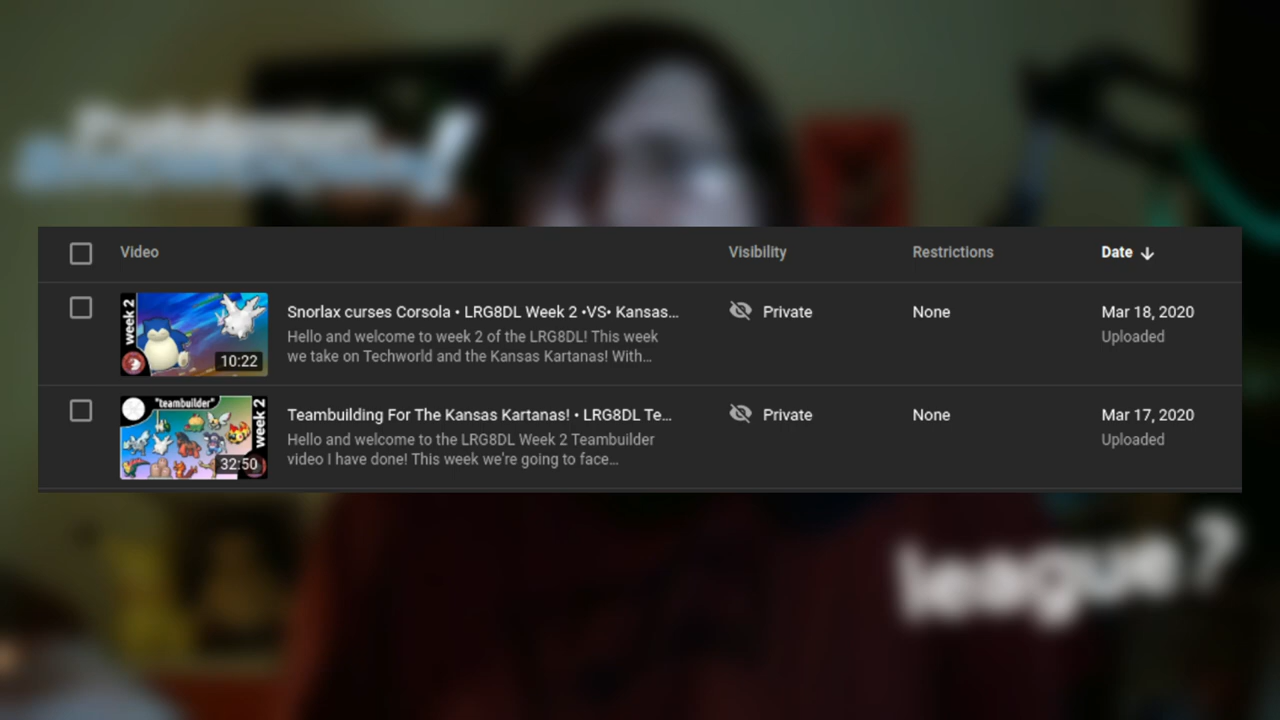 Video
Visibility
Restrictions
Date
week 2
10:22
Snorlax curses Corsola • LRG8DL Week 2 •VS• Kansas...
Hello and welcome to week 2 of the LRG8DL! This week
we take on Techworld and the Kansas Kartanas! With...
Private
None
Mar 18, 2020
Uploaded
"teambuilder"
week 2
32:50
Teambuilding For The Kansas Kartanas! • LRG8DL Te...
Hello and welcome to the LRG8DL Week 2 Teambuilder
video I have done! This week we're going to face...
Private
None
Mar 17, 2020
Uploaded
league?